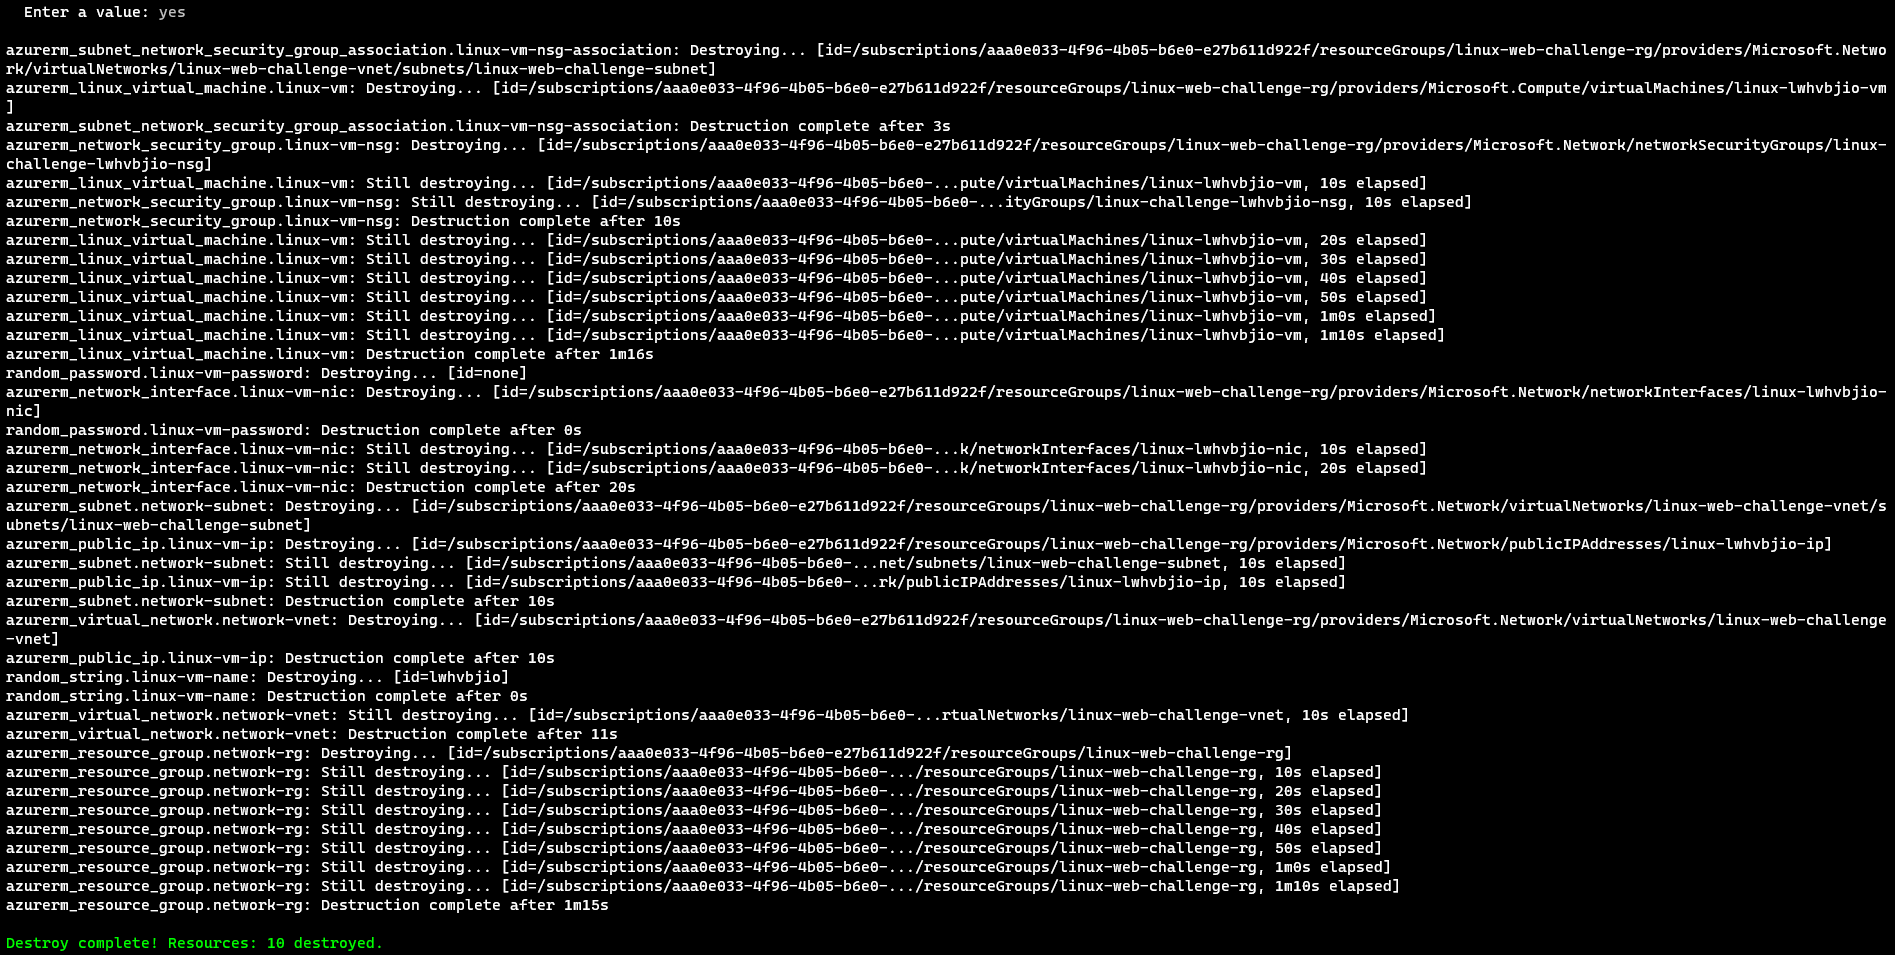 Enter a value: yes
azurerm_subnet_network_security_group_association.linux-vm-nsg-association: Destroying... [id=/subscriptions/aaa0e033-4f96-4b05-b6e0-e27b611d922f/resourceGroups/linux-web-challenge-rg/providers/Microsoft.Netwo
rk/virtualNetworks/linux-web-challenge-vnet/subnets/linux-web-challenge-subnet]
azurerm_linux_virtual_machine.linux-vm: Destroying... [id=/subscriptions/aaa0e033-4f96-4b05-b6e0-e27b611d922f/resourceGroups/linux-web-challenge-rg/providers/Microsoft.Compute/virtualMachines/linux-lwhvbjio-vm
]
azurerm_subnet_network_security_group_association.linux-vm-nsg-association: Destruction complete after 3s
azurerm_network_security_group.linux-vm-nsg: Destroying... [id=/subscriptions/aaa0e033-4f96-4b05-b6e0-e27b611d922f/resourceGroups/linux-web-challenge-rg/providers/Microsoft.Network/networkSecurityGroups/linux-
challenge-lwhvbjio-nsg]
azurerm_linux_virtual_machine.linux-vm: Still destroying... [id=/subscriptions/aaa0e033-4f96-4b05-b6e0-...pute/virtualMachines/linux-lwhvbjio-vm, 10s elapsed]
azurerm_network_security_group.linux-vm-nsg: Still destroying... [id=/subscriptions/aaa0e033-4f96-4b05-b6e0-...ityGroups/linux-challenge-lwhvbjio-nsg, 10s elapsed]
azurerm_network_security_group.linux-vm-nsg: Destruction complete after 10s
azurerm_linux_virtual_machine.linux-vm: Still destroying... [id=/subscriptions/aaa0e033-4f96-4b05-b6e0-...pute/virtualMachines/linux-lwhvbjio-vm, 20s elapsed]
azurerm_linux_virtual_machine.linux-vm: Still destroying... [id=/subscriptions/aaa0e033-4f96-4b05-b6e0-...pute/virtualMachines/linux-lwhvbjio-vm, 30s elapsed]
azurerm_linux_virtual_machine.linux-vm: Still destroying... [id=/subscriptions/aaa0e033-4f96-4b05-b6e0-...pute/virtualMachines/linux-lwhvbjio-vm, 40s elapsed]
azurerm_linux_virtual_machine.linux-vm: Still destroying... [id=/subscriptions/aaa0e033-4f96-4b05-b6e0-...pute/virtualMachines/linux-lwhvbjio-vm, 50s elapsed]
azurerm_linux_virtual_machine.linux-vm: Still destroying... [id=/subscriptions/aaa0e033-4f96-4b05-b6e0-...pute/virtualMachines/linux-lwhvbjio-vm, 1m0s elapsed]
azurerm_linux_virtual_machine.linux-vm: Still destroying... [id=/subscriptions/aaa0e033-4f96-4b05-b6e0-...pute/virtualMachines/linux-lwhvbjio-vm, 1m10s elapsed]
azurerm_linux_virtual_machine.linux-vm: Destruction complete after 1m16s
random_password.linux-vm-password: Destroying... [id=none]
azurerm_network_interface.linux-vm-nic: Destroying... [id=/subscriptions/aaa0e033-4f96-4b05-b6e0-e27b611d922f/resourceGroups/linux-web-challenge-rg/providers/Microsoft.Network/networkInterfaces/linux-lwhvbjio-
nic]
random_password.linux-vm-password: Destruction complete after 0s
azurerm_network_interface.linux-vm-nic: Still destroying... [id=/subscriptions/aaa0e033-4f96-4b05-b6e0-...k/networkInterfaces/linux-lwhvbjio-nic, 10s elapsed]
azurerm_network_interface.linux-vm-nic: Still destroying... [id=/subscriptions/aaa0e033-4f96-4b05-b6e0-...k/networkInterfaces/linux-lwhvbjio-nic, 20s elapsed]
azurerm_network_interface.linux-vm-nic: Destruction complete after 20s
azurerm_subnet.network-subnet: Destroying... [id=/subscriptions/aaa0e033-4f96-4b05-b6e0-e27b611d922f/resourceGroups/linux-web-challenge-rg/providers/Microsoft.Network/virtualNetworks/linux-web-challenge-vnet/s
ubnets/linux-web-challenge-subnet]
azurerm_public_ip.linux-vm-ip: Destroying... [id=/subscriptions/aaa0e033-4f96-4b05-b6e0-e27b611d922f/resourceGroups/linux-web-challenge-rg/providers/Microsoft.Network/publicIPAddresses/linux-lwhvbjio-ip]
azurerm_subnet.network-subnet: Still destroying... [id=/subscriptions/aaa0e033-4f96-4b05-b6e0-...net/subnets/linux-web-challenge-subnet, 10s elapsed]
azurerm_public_ip.linux-vm-ip: Still destroying... [id=/subscriptions/aaa0e033-4f96-4b05-b6e0-...rk/publicIPAddresses/linux-lwhvbjio-ip, 10s elapsed]
azurerm_subnet.network-subnet: Destruction complete after 10s
azurerm_virtual_network.network-vnet: Destroying... [id=/subscriptions/aaa0e033-4f96-4b05-b6e0-e27b611d922f/resourceGroups/linux-web-challenge-rg/providers/Microsoft.Network/virtualNetworks/linux-web-challenge
-vnet]
azurerm_public_ip.linux-vm-ip: Destruction complete after 10s
random_string.linux-vm-name: Destroying... [id=lwhvbjio]
random_string.linux-vm-name: Destruction complete after 0s
azurerm_virtual_network.network-vnet: Still destroying... [id=/subscriptions/aaa0e033-4f96-4b05-b6e0-...rtualNetworks/linux-web-challenge-vnet, 10s elapsed]
azurerm_virtual_network.network-vnet: Destruction complete after 11s
azurerm_resource_group.network-rg: Destroying... [id=/subscriptions/aaa0e033-4f96-4b05-b6e0-e27b611d922f/resourceGroups/linux-web-challenge-rg]
azurerm_resource_group.network-rg: Still destroying... [id=/subscriptions/aaa0e033-4f96-4b05-b6e0-.../resourceGroups/linux-web-challenge-rg, 10s elapsed]
azurerm_resource_group.network-rg: Still destroying... [id=/subscriptions/aaa0e033-4f96-4b05-b6e0-.../resourceGroups/linux-web-challenge-rg, 20s elapsed]
azurerm_resource_group.network-rg: Still destroying... [id=/subscriptions/aaa0e033-4f96-4b05-b6e0-.../resourceGroups/linux-web-challenge-rg, 30s elapsed]
azurerm_resource_group.network-rg: Still destroying... [id=/subscriptions/aaa0e033-4f96-4b05-b6e0-.../resourceGroups/linux-web-challenge-rg, 40s elapsed]
azurerm_resource_group.network-rg: Still destroying... [id=/subscriptions/aaa0e033-4f96-4b05-b6e0-.../resourceGroups/linux-web-challenge-rg, 50s elapsed]
azurerm_resource_group.network-rg: Still destroying... [id=/subscriptions/aaa0e033-4f96-4b05-b6e0-.../resourceGroups/linux-web-challenge-rg, 1m0s elapsed]
azurerm_resource_group.network-rg: Still destroying... [id=/subscriptions/aaa0e033-4f96-4b05-b6e0-.../resourceGroups/linux-web-challenge-rg, 1m10s elapsed]
azurerm_resource_group.network-rg: Destruction complete after 1m15s
Destroy complete! Resources: 10 destroyed.